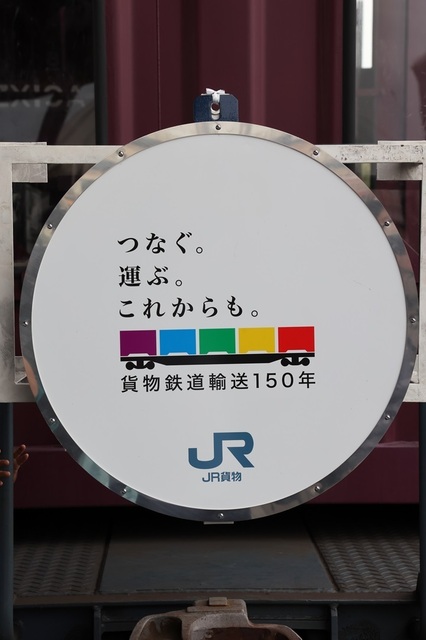 つなぐ。
運ぶ。
これからも。
貨物鉄道輸送150年
JR
JR貨物